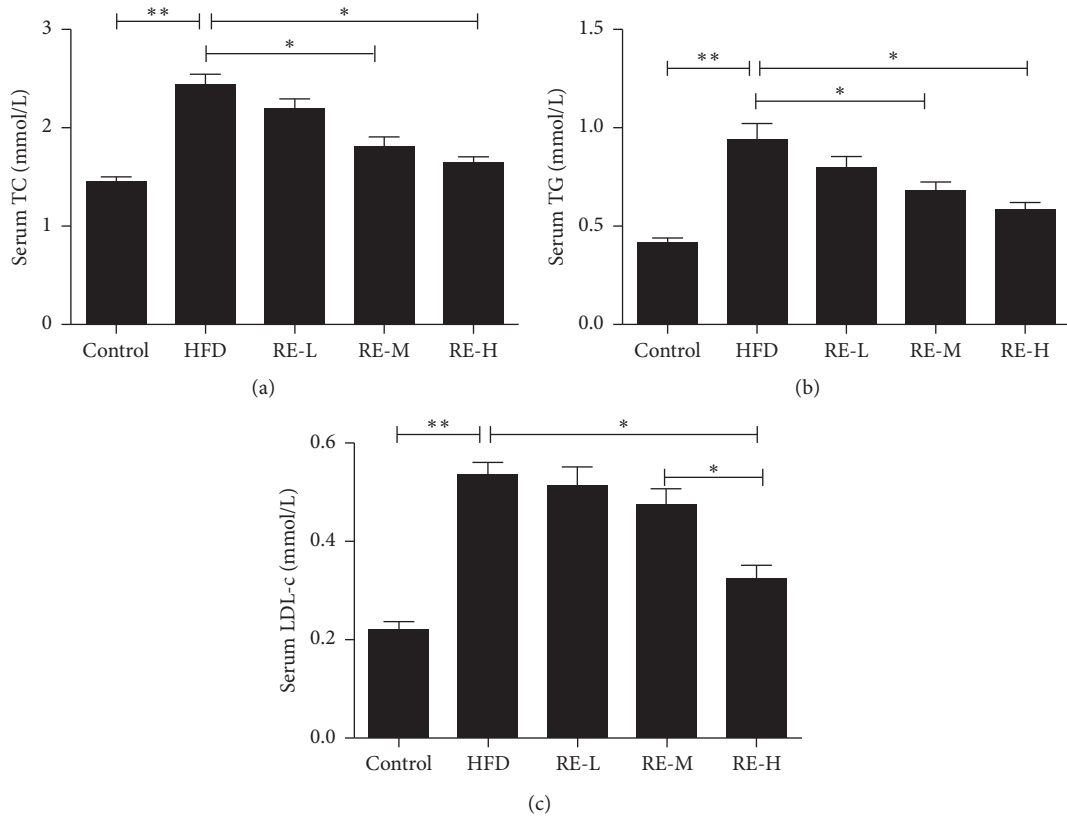 ** *
*
Serum TC (mmol/L)
3
2
1
0
Control HFD RE-L RE-M RE-H
(a)
** *
*
Serum TG (mmol/L)
1.5
1.0
0.5
0.0
Control HFD RE-L RE-M RE-H
(b)
** *
*
Serum LDL-c (mmol/L)
0.6
0.4
0.2
0.0
Control HFD RE-L RE-M RE-H
(c)